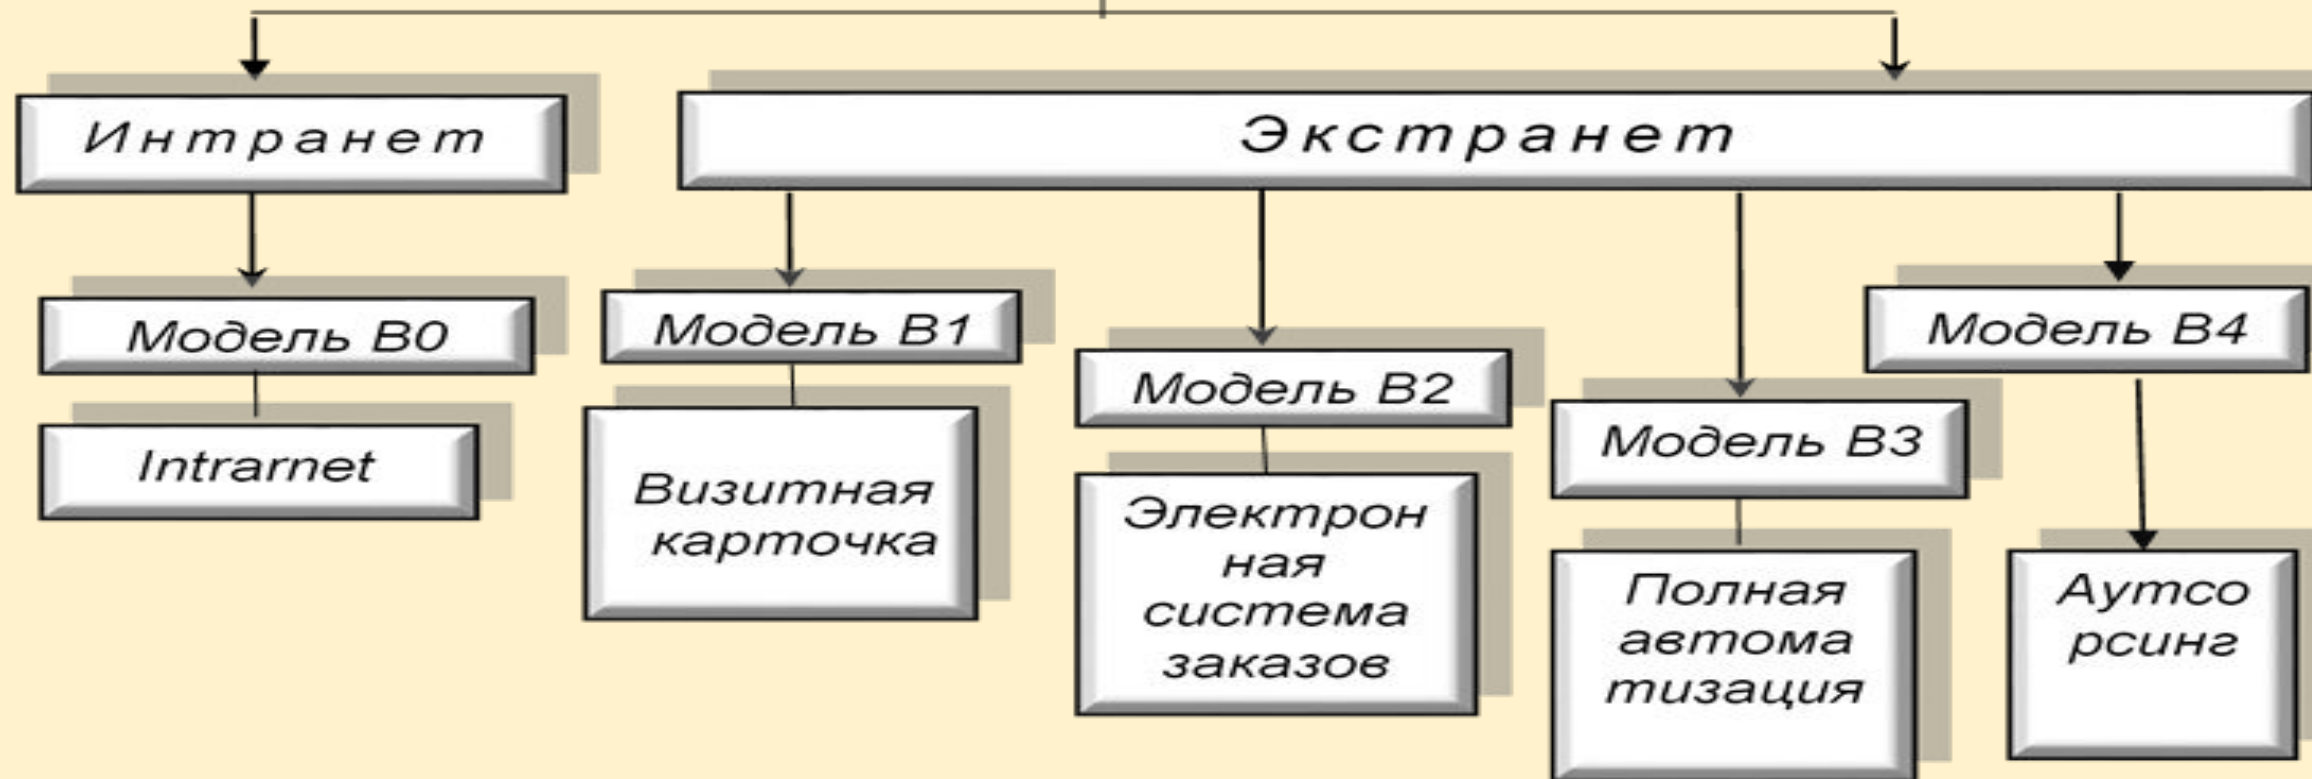 Интранет
Экстранет
Модель В0
Intrarnet
Модель В1
Визитная
карточка
Модель В2
Электрон
ная
система
заказов
Модель В3
Полная
автома
тизация
Модель В4
Аутсо
рсинг